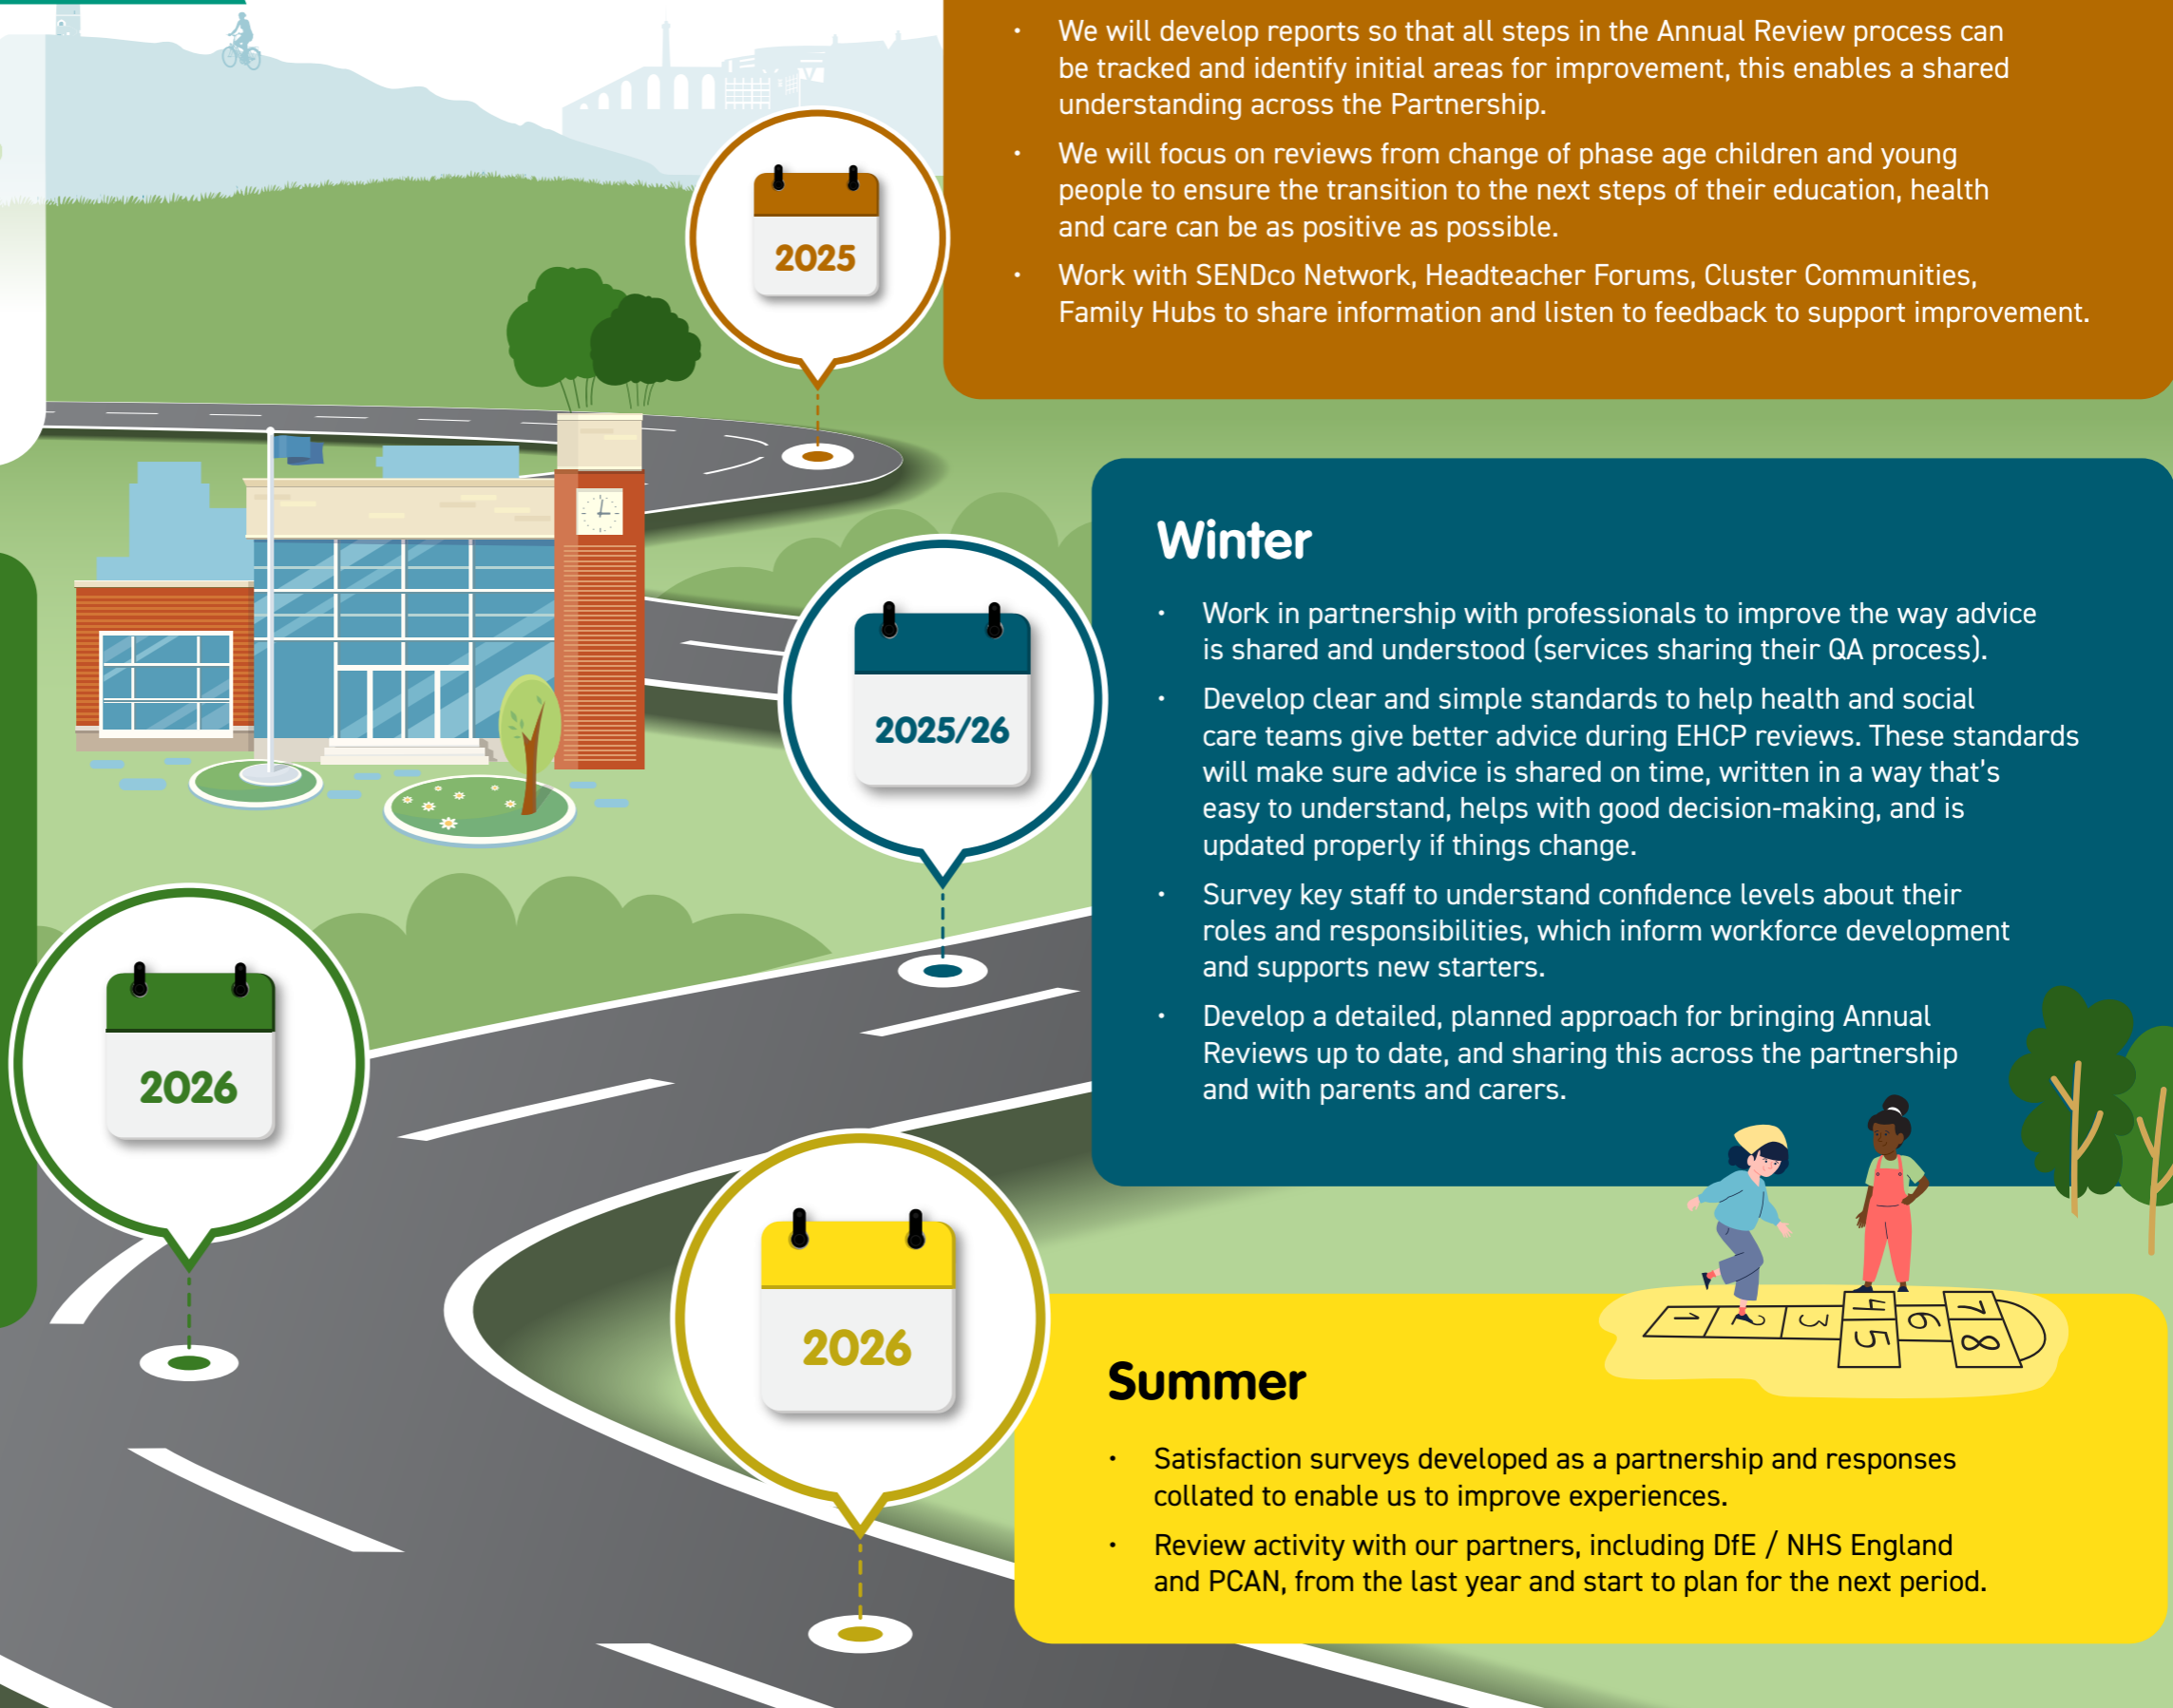 • We will develop reports so that all steps in the Annual Review process can
be tracked and identify initial areas for improvement, this enables a shared
understanding across the Partnership.
• We will focus on reviews from change of phase age children and young
people to ensure the transition to the next steps of their education, health
and care can be as positive as possible.
• Work with SENDco Network, Headteacher Forums, Cluster Communities,
Family Hubs to share information and listen to feedback to support improvement.
2025
Winter
• Work in partnership with professionals to improve the way advice
is shared and understood (services sharing their QA process).
• Develop clear and simple standards to help health and social
care teams give better advice during EHCP reviews. These standards
will make sure advice is shared on time, written in a way that's
easy to understand, helps with good decision-making, and is
updated properly if things change.
• Survey key staff to understand confidence levels about their
roles and responsibilities, which inform workforce development
and supports new starters.
• Develop a detailed, planned approach for bringing Annual
Reviews up to date, and sharing this across the partnership
and with parents and carers.
2025/26
2026
2026
1 2 3 4 5 6 7 8
Summer
• Satisfaction surveys developed as a partnership and responses
collated to enable us to improve experiences.
• Review activity with our partners, including DfE / NHS England
and PCAN, from the last year and start to plan for the next period.